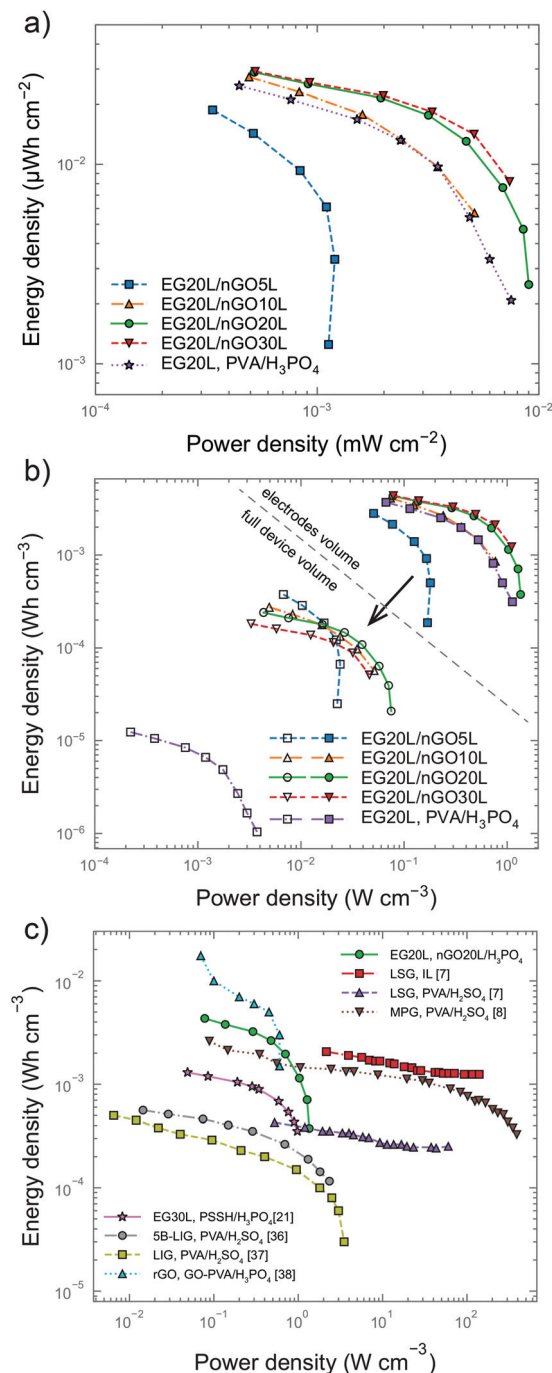 a)
Energy density (μWh cm⁻²)
10⁻²
10⁻³
EG20L/nGO5L
EG20L/nGO10L
EG20L/nGO20L
EG20L/nGO30L
EG20L, PVA/H₃PO₄
10⁻⁴ 10⁻³ 10⁻²
Power density (mW cm⁻²)
b)
Energy density (Wh cm⁻³)
10⁻³
10⁻⁴
10⁻⁵
10⁻⁶
electrodes volume
full device volume
EG20L/nGO5L
EG20L/nGO10L
EG20L/nGO20L
EG20L/nGO30L
EG20L, PVA/H₃PO₄
10⁻⁴ 10⁻³ 10⁻² 10⁻¹ 10⁰
Power density (W cm⁻³)
c)
Energy density (Wh cm⁻³)
10⁻²
10⁻³
10⁻⁴
10⁻⁵
EG20L, nGO20L/H₃PO₄
LSG, IL [7]
LSG, PVA/H₂SO₄ [7]
MPG, PVA/H₂SO₄ [8]
EG30L, PSSH/H₃PO₄[21]
5B-LIG, PVA/H₂SO₄ [36]
LIG, PVA/H₂SO₄ [37]
rGO, GO-PVA/H₃PO₄ [38]
10⁻² 10⁻¹ 10⁰ 10¹ 10²
Power density (W cm⁻³)